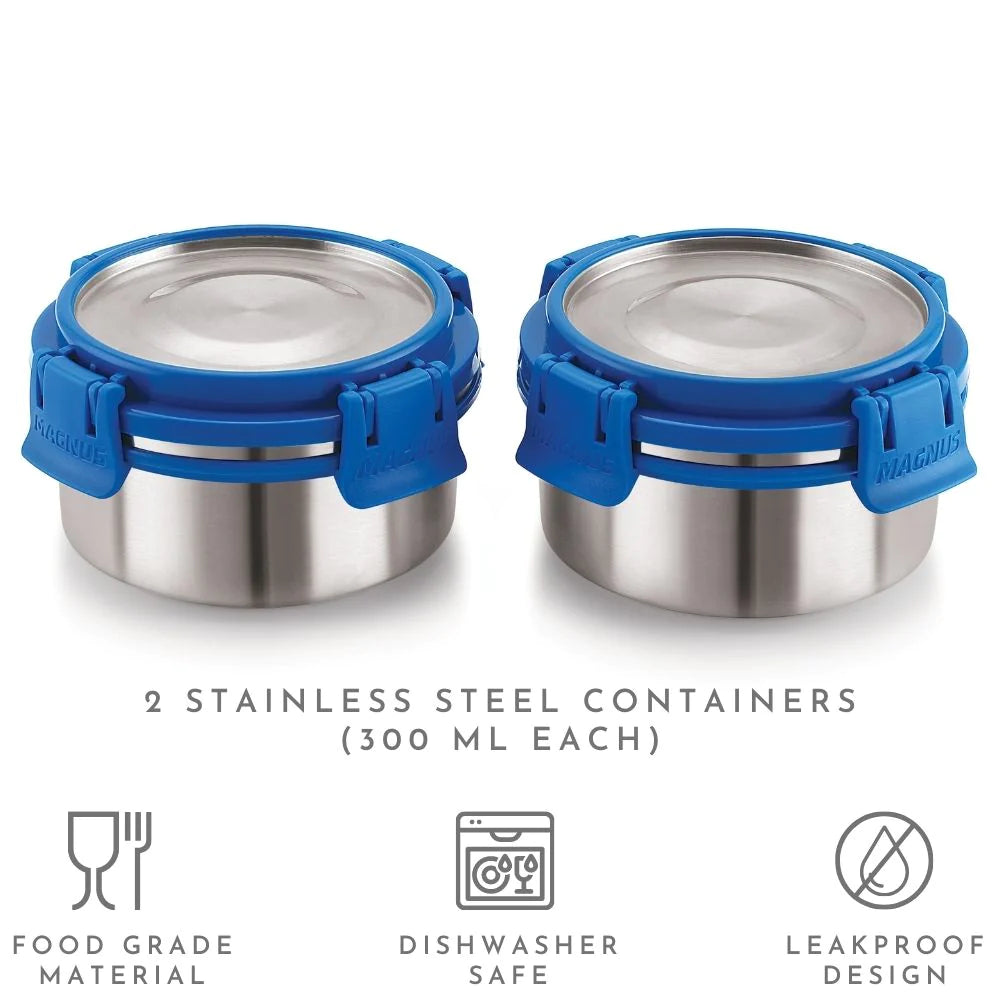 MAGNUS
MAGNUS
MAGNUS
MAGNUS
2 STAINLESS STEEL CONTAINERS
(300 ML EACH)
FOOD GRADE
MATERIAL
DISHWASHER
SAFE
LEAKPROOF
DESIGN